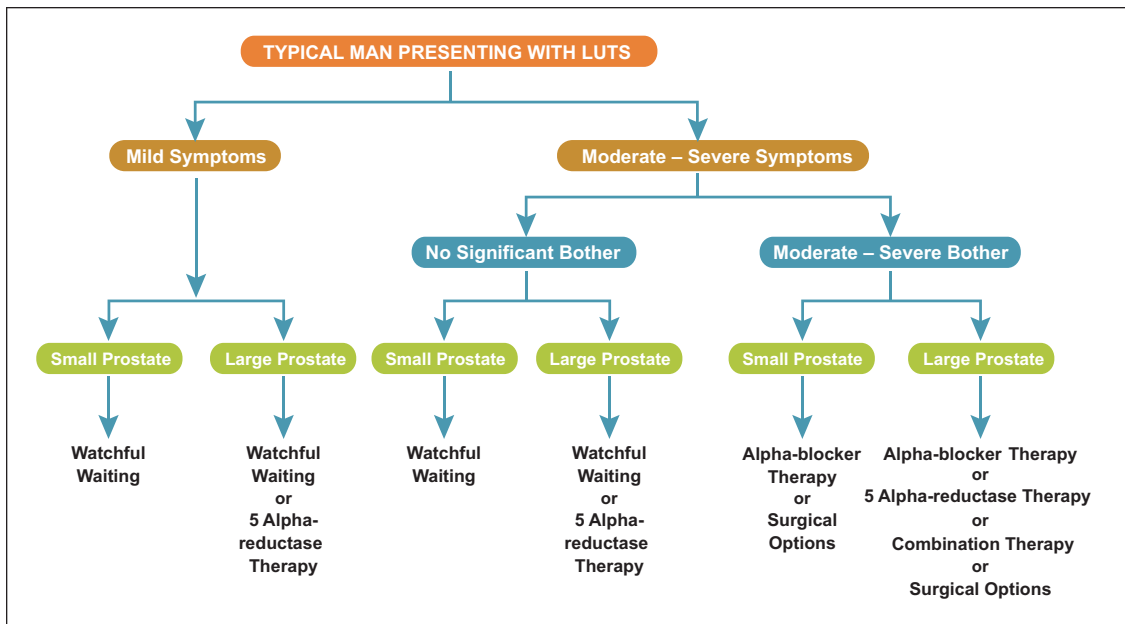 TYPICAL MAN PRESENTING WITH LUTS
Mild Symptoms
Moderate – Severe Symptoms
No Significant Bother
Moderate – Severe Bother
Small Prostate
Large Prostate
Small Prostate
Large Prostate
Small Prostate
Large Prostate
Watchful
Waiting
Watchful
Waiting
or
5 Alpha-
reductase
Therapy
Watchful
Waiting
Watchful
Waiting
or
5 Alpha-
reductase
Therapy
Alpha-blocker
Therapy
or
Surgical
Options
Alpha-blocker Therapy
or
5 Alpha-reductase Therapy
or
Combination Therapy
or
Surgical Options